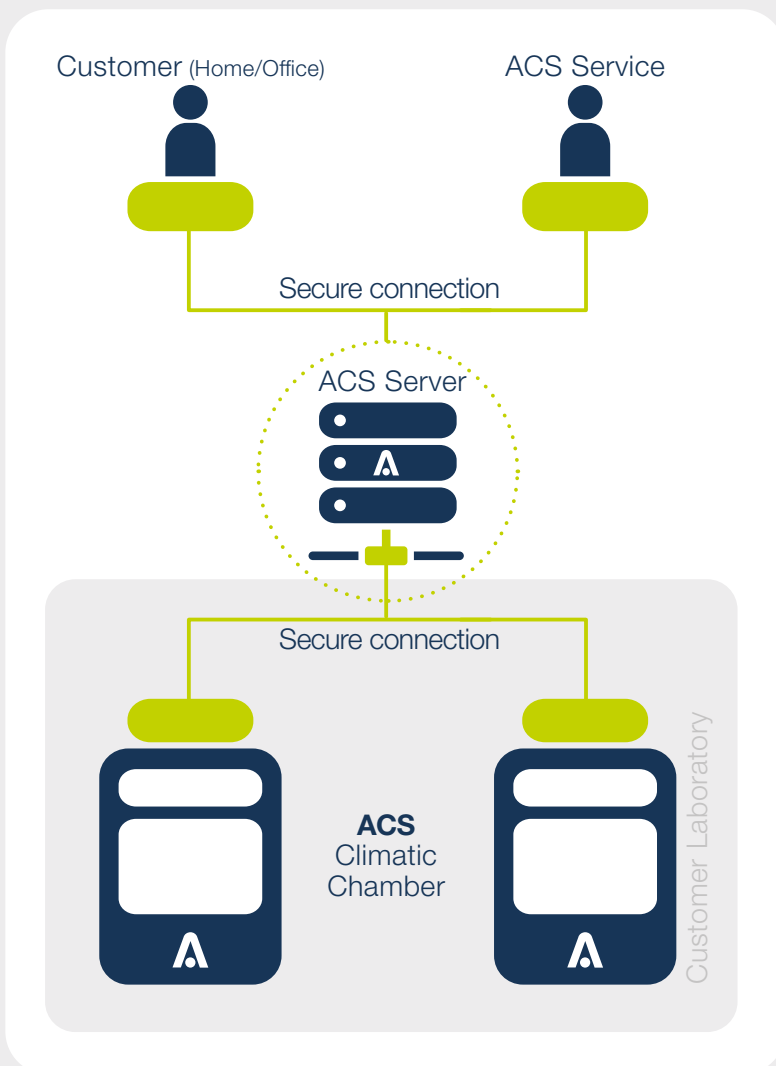 Customer (Home/Office)
ACS Service
Secure connection
ACS Server
Secure connection
ACS
Climatic
Chamber
Customer Laboratory